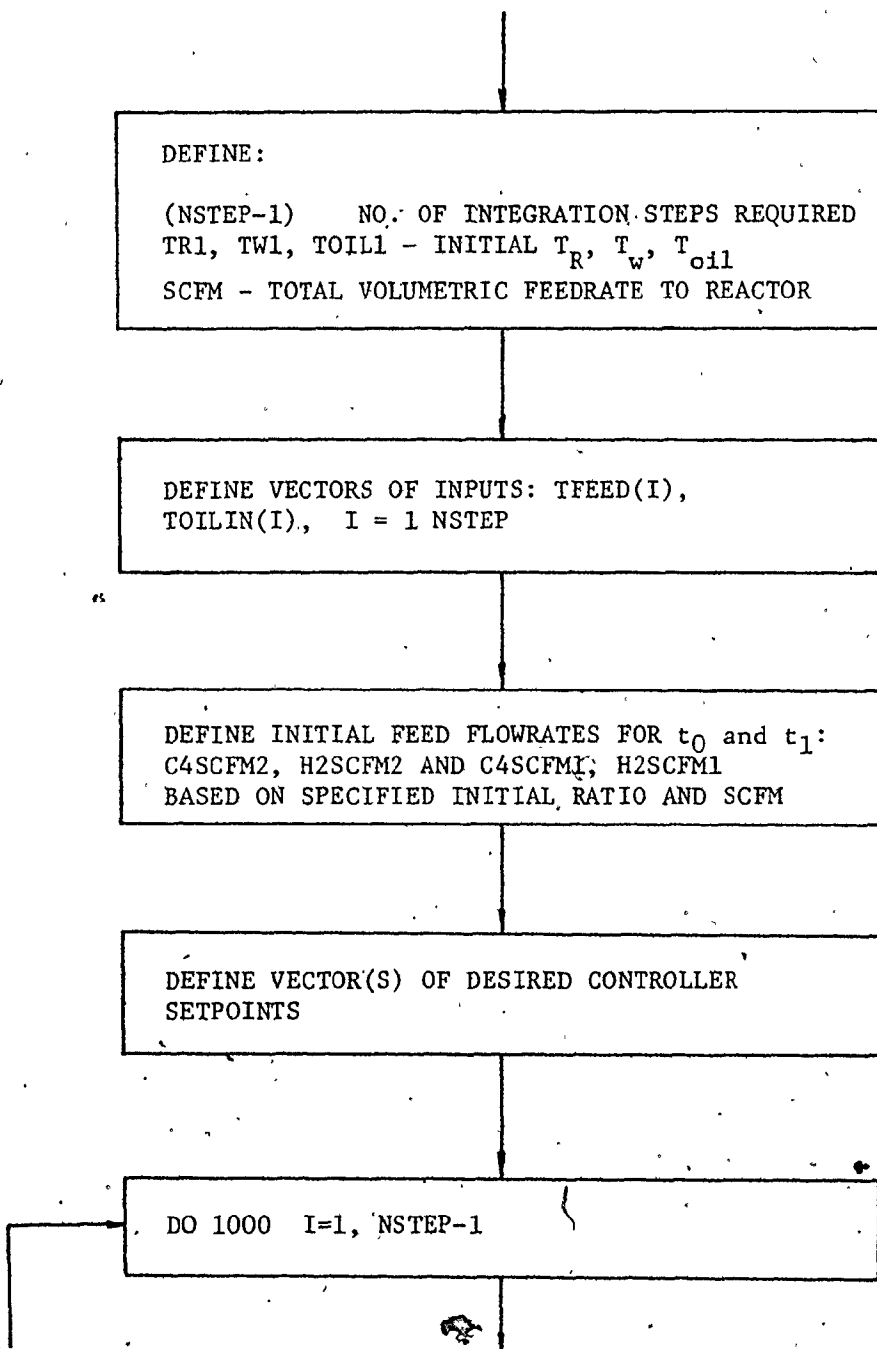 DEFINE:
(NSTEP-1) NO. OF INTEGRATION STEPS REQUIRED
TR1, TW1, TOIL1 - INITIAL T_R, T_w, T_oil
SCFM - TOTAL VOLUMETRIC FEEDRATE TO REACTOR
DEFINE VECTORS OF INPUTS: TFEED(I),
TOILIN(I), I = 1 NSTEP
DEFINE INITIAL FEED FLOWRATES FOR t_0 and t_1:
C4SCFM2, H2SCFM2 AND C4SCFM1, H2SCFM1
BASED ON SPECIFIED INITIAL RATIO AND SCFM
DEFINE VECTOR(S) OF DESIRED CONTROLLER
SETPOINTS
DO 1000 I=1, NSTEP-1